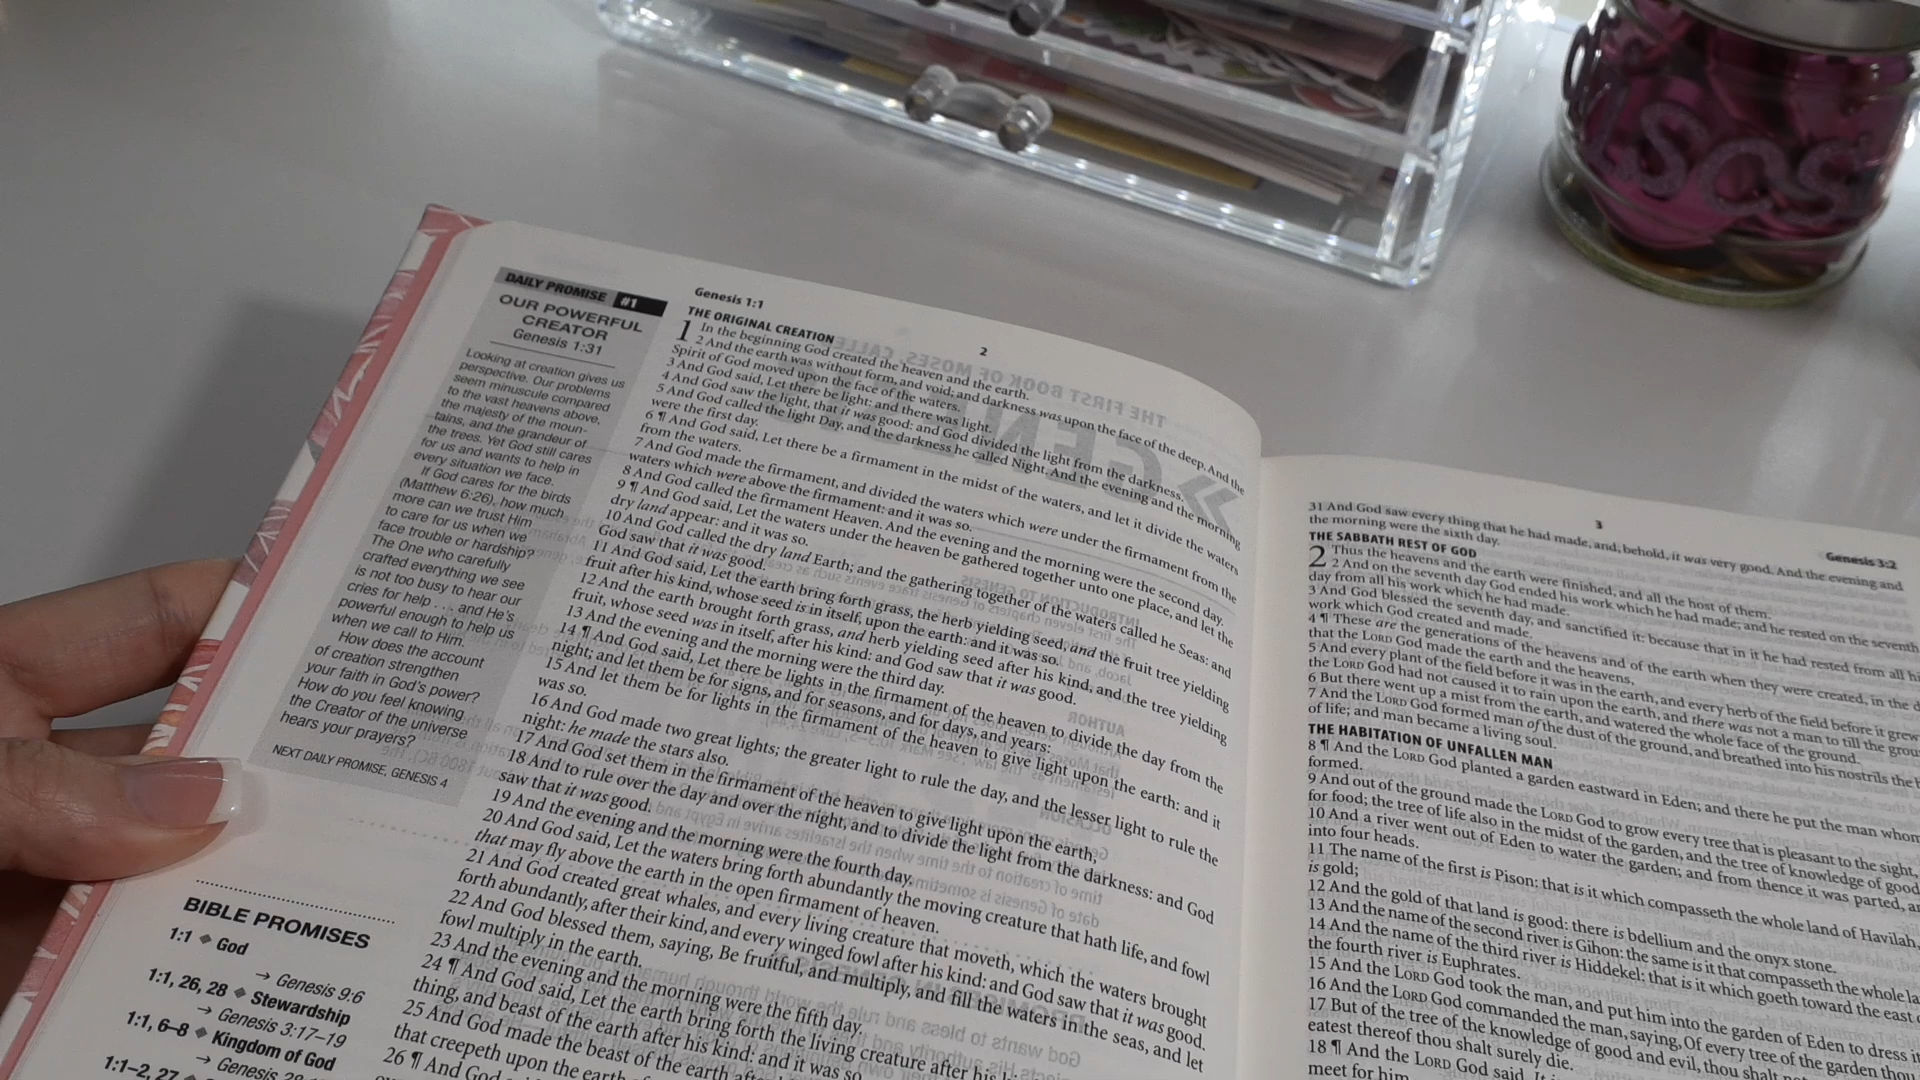 DAILY PROMISE #1
OUR POWERFUL
CREATOR
Genesis 1:31
Looking at creation gives us
perspective. Our problems
seem minuscule compared
to the vast heavens above,
the majesty of the moun-
tains, and the grandeur of
the trees. Yet God still cares
for us and wants to help in
every situation we face.
If God cares for the birds
(Matthew 6:26), how much
more can we trust Him
to care for us when we
face trouble or hardship?
The One who carefully
crafted everything we see
is not too busy to hear our
cries for help . . . and He's
powerful enough to help us
when we call to Him.
How does the account
of creation strengthen
your faith in God's power?
How do you feel knowing
the Creator of the universe
hears your prayers?
NEXT DAILY PROMISE, GENESIS 4
BIBLE PROMISES
1:1 ◆ God
→ Genesis 9:6
1:1, 26, 28 ◆ Stewardship
→ Genesis 3:17–19
1:1, 6–8 ◆ Kingdom of God
→ Genesis
1:1–2, 27 ◆
Genesis 1:1
2
THE ORIGINAL CREATION
1 In the beginning God created the heaven and the earth.
2 And the earth was without form, and void; and darkness was upon the face of the deep. And the
Spirit of God moved upon the face of the waters.
3 And God said, Let there be light: and there was light.
4 And God saw the light, that it was good: and God divided the light from the darkness.
5 And God called the light Day, and the darkness he called Night. And the evening and the morning
were the first day.
6 ¶ And God said, Let there be a firmament in the midst of the waters, and let it divide the waters
from the waters.
7 And God made the firmament, and divided the waters which were under the firmament from the
waters which were above the firmament: and it was so.
8 And God called the firmament Heaven. And the evening and the morning were the second day.
9 ¶ And God said, Let the waters under the heaven be gathered together unto one place, and let the
dry land appear: and it was so.
10 And God called the dry land Earth; and the gathering together of the waters called he Seas: and
God saw that it was good.
11 And God said, Let the earth bring forth grass, the herb yielding seed, and the fruit tree yielding
fruit after his kind, whose seed is in itself, upon the earth: and it was so.
12 And the earth brought forth grass, and herb yielding seed after his kind, and the tree yielding
fruit, whose seed was in itself, after his kind: and God saw that it was good.
13 And the evening and the morning were the third day.
14 ¶ And God said, Let there be lights in the firmament of the heaven to divide the day from the
night; and let them be for signs, and for seasons, and for days, and years:
15 And let them be for lights in the firmament of the heaven to give light upon the earth: and it
was so.
16 And God made two great lights; the greater light to rule the day, and the lesser light to rule the
night: he made the stars also.
17 And God set them in the firmament of the heaven to give light upon the earth,
18 And to rule over the day and over the night, and to divide the light from the darkness: and God
saw that it was good.
19 And the evening and the morning were the fourth day.
20 And God said, Let the waters bring forth abundantly the moving creature that hath life, and fowl
that may fly above the earth in the open firmament of heaven.
21 And God created great whales, and every living creature that moveth, which the waters brought
forth abundantly, after their kind, and every winged fowl after his kind: and God saw that it was good.
22 And God blessed them, saying, Be fruitful, and multiply, and fill the waters in the seas, and let
fowl multiply in the earth.
23 And the evening and the morning were the fifth day.
24 ¶ And God said, Let the earth bring forth the living creature after his
thing, and beast of the earth after his kind: and it was so
25 And God made the beast of the earth after
that creepeth upon the earth
26 ¶ And God
3
Genesis 3:2
31 And God saw every thing that he had made, and, behold, it was very good. And the evening and
the morning were the sixth day.
THE SABBATH REST OF GOD
2 Thus the heavens and the earth were finished, and all the host of them.
2 And on the seventh day God ended his work which he had made; and he rested on the seventh
day from all his work which he had made.
3 And God blessed the seventh day, and sanctified it: because that in it he had rested from all his
work which God created and made.
4 ¶ These are the generations of the heavens and of the earth when they were created, in the
that the LORD God made the earth and the heavens,
5 And every plant of the field before it was in the earth, and every herb of the field before it grew
the LORD God had not caused it to rain upon the earth, and there was not a man to till the
6 But there went up a mist from the earth, and watered the whole face of the ground.
7 And the LORD God formed man of the dust of the ground, and breathed into his nostrils the
of life; and man became a living soul.
THE HABITATION OF UNFALLEN MAN
8 ¶ And the LORD God planted a garden eastward in Eden; and there he put the man whom
formed.
9 And out of the ground made the LORD God to grow every tree that is pleasant to the sight,
for food; the tree of life also in the midst of the garden, and the tree of knowledge of good
10 And a river went out of Eden to water the garden; and from thence it was parted,
into four heads.
11 The name of the first is Pison: that is it which compasseth the whole land of Havilah,
is gold;
12 And the gold of that land is good: there is bdellium and the onyx stone.
13 And the name of the second river is Gihon: the same is it that compasseth the whole
14 And the name of the third river is Hiddekel: that is it which goeth toward the east
the fourth river is Euphrates.
15 And the LORD God took the man, and put him into the garden of Eden to dress it
16 And the LORD God commanded the man, saying, Of every tree of the garden thou
17 But of the tree of the knowledge of good and evil, thou shalt
eatest thereof thou shalt surely die.
18 ¶ And the LORD God said,
meet for him.